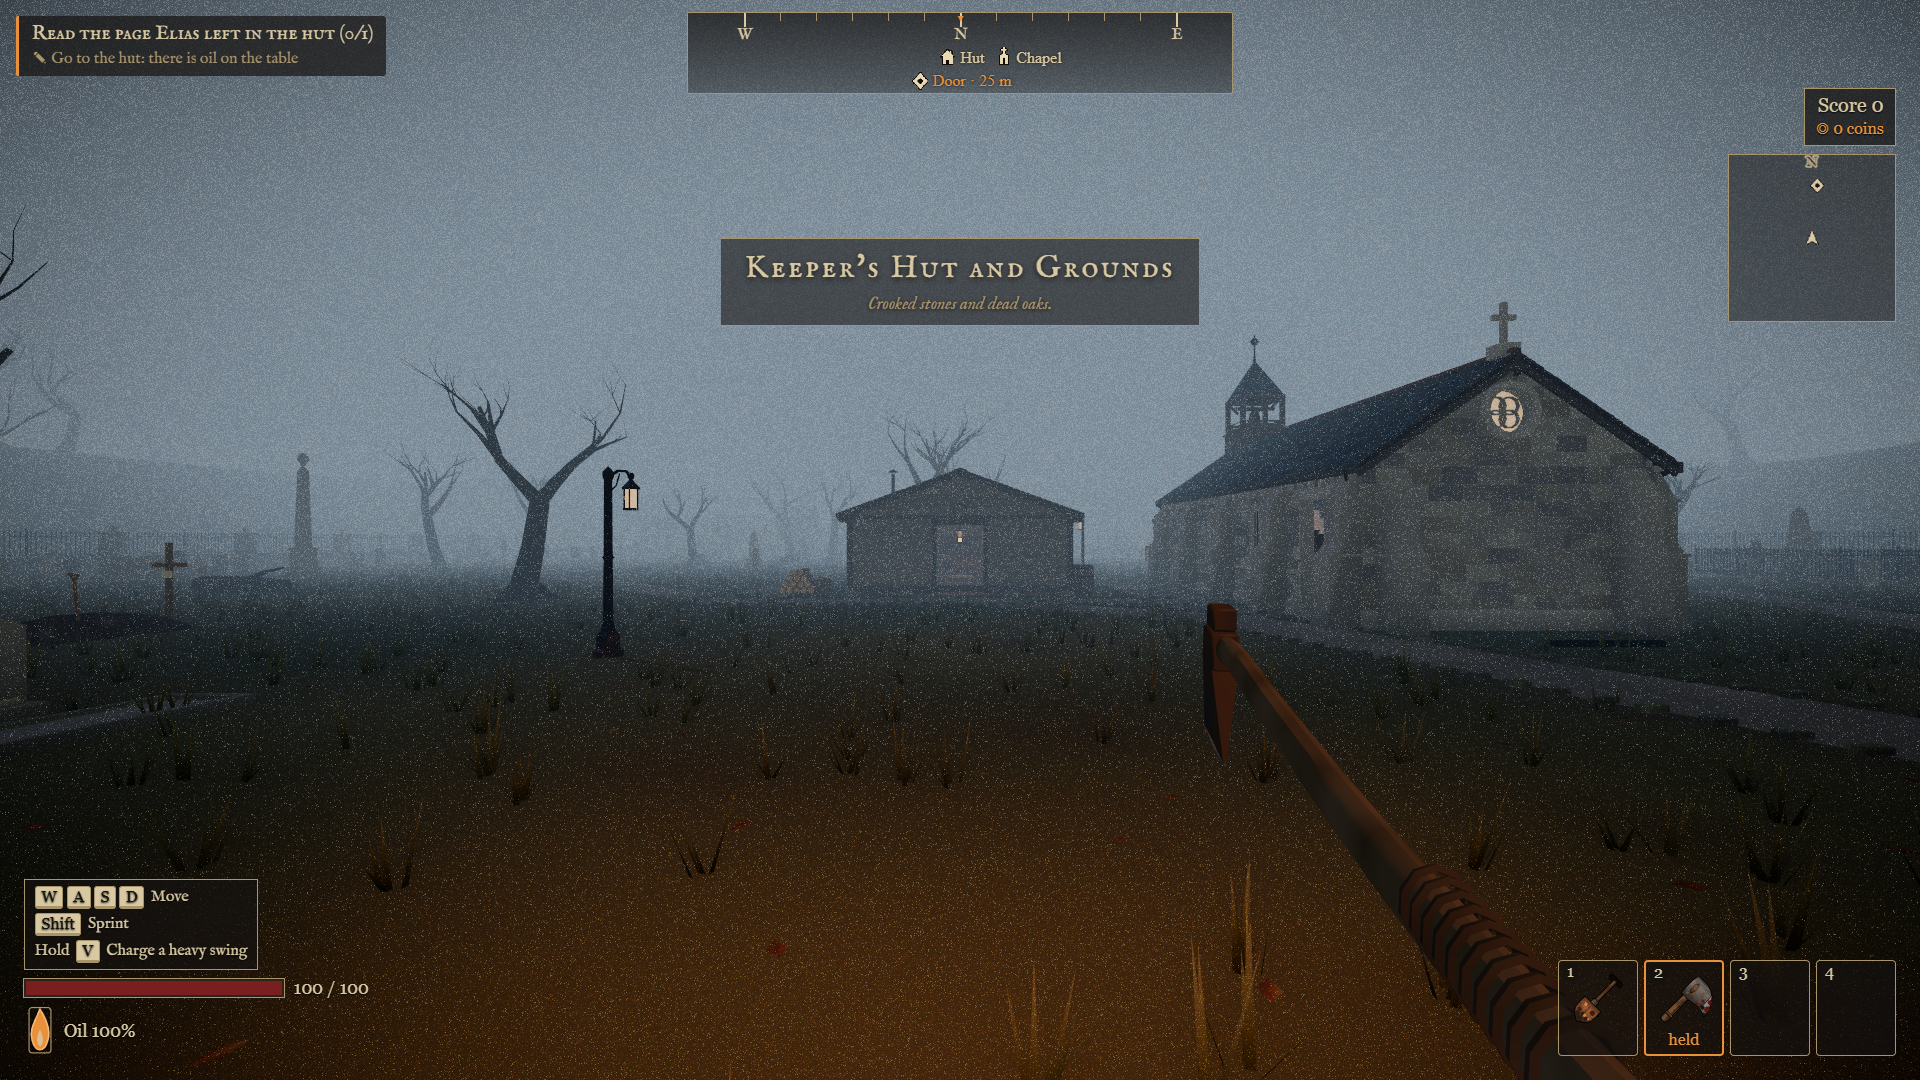 Read the page Elias left in the hut (0/1)
Go to the hut: there is oil on the table
W N E
Hut Chapel
Door · 25 m
Score 0
0 coins
N
Keeper's Hut and Grounds
Crooked stones and dead oaks.
W A S D Move
Shift Sprint
Hold V Charge a heavy swing
100 / 100
Oil 100%
1 2 3 4
held